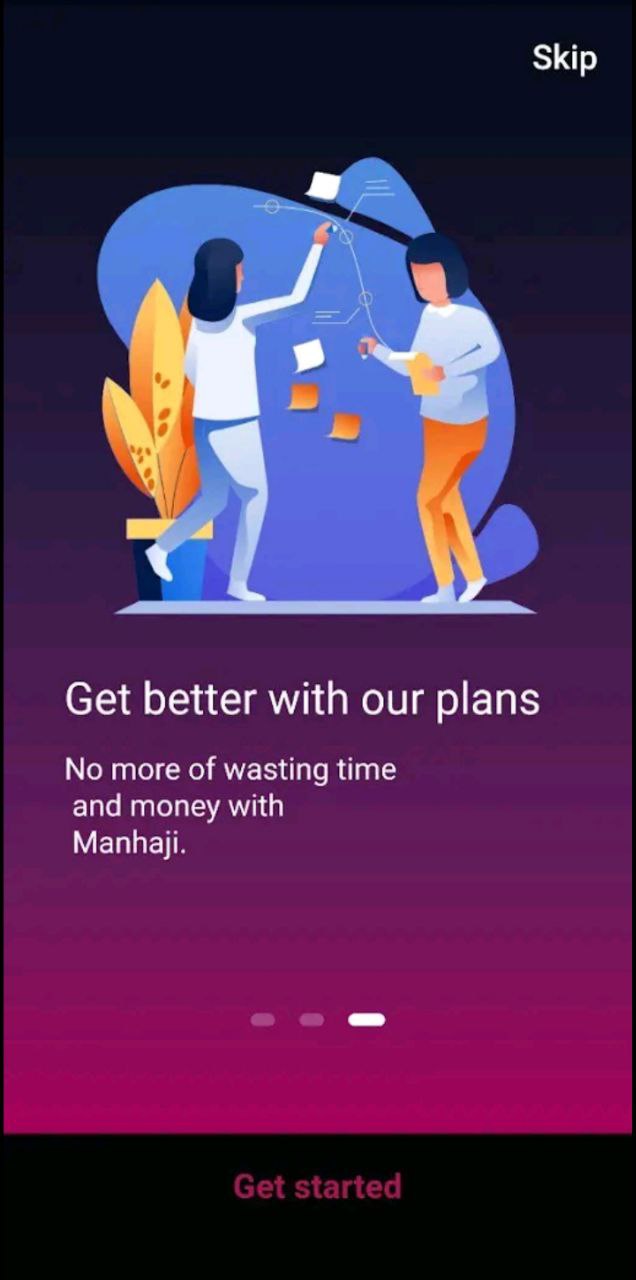 Skip
Get better with our plans
No more of wasting time
and money with
Manhaji.
Get started